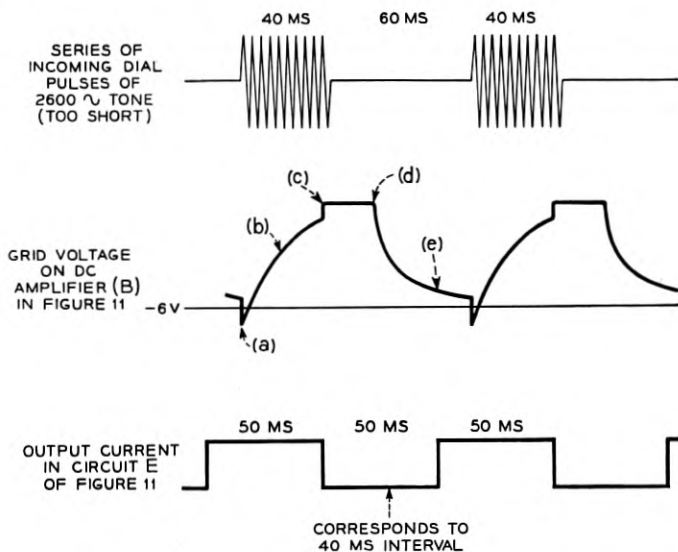 40 MS
60 MS
40 MS
SERIES OF
INCOMING DIAL
PULSES OF
2600 ∿ TONE
(TOO SHORT)
(c)
(d)
(b)
(e)
GRID VOLTAGE
ON DC
AMPLIFIER (B)
IN FIGURE 11
-6V
(a)
50 MS
50 MS
50 MS
OUTPUT CURRENT
IN CIRCUIT E
OF FIGURE 11
CORRESPONDS TO
40 MS INTERVAL